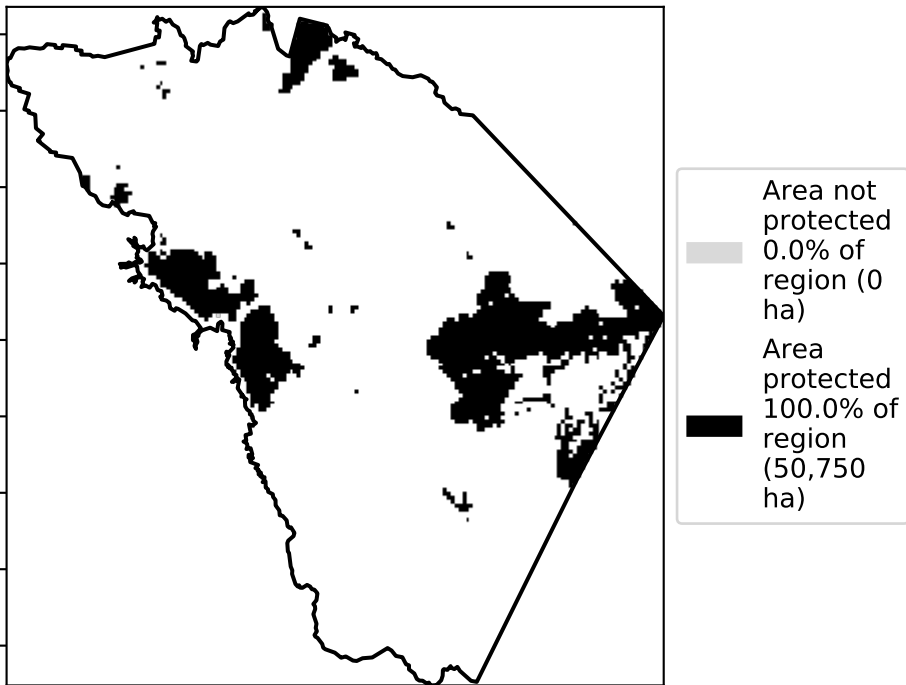 Area not
protected
0.0% of
region (0
ha)
Area
protected
100.0% of
region
(50,750
ha)